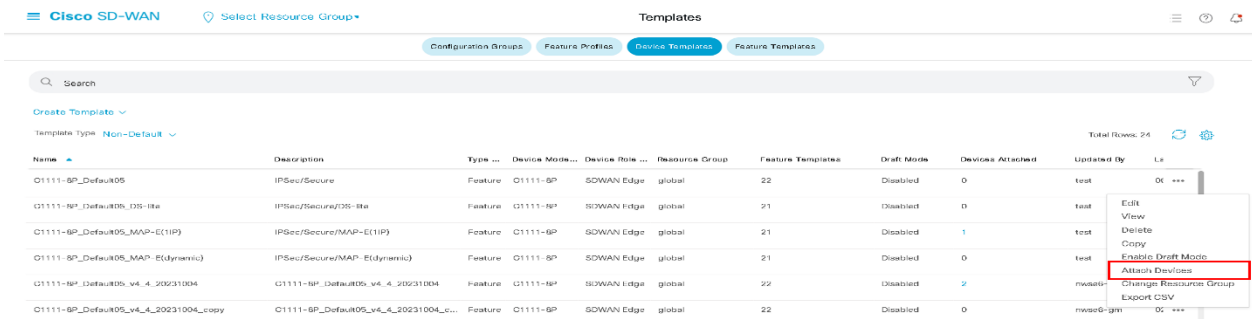 Cisco SD-WAN Select Resource Group Templates
Configuration Groups Feature Profiles Device Templates Feature Templates
Search
Create Template
Template Type Non-Default Total Rows: 24
Name Description Type ... Device Mode... Device Role ... Resource Group Feature Templates Draft Mode Devices Attached Updated By La
C1111-8P_Default05 IPSec/Secure Feature C1111-8P SDWAN Edge global 22 Disabled 0 test 0( •••
C1111-8P_Default05_DS-lite IPSec/Secure/DS-lite Feature C1111-8P SDWAN Edge global 21 Disabled 0 test
C1111-8P_Default05_MAP-E(1IP) IPSec/Secure/MAP-E(1IP) Feature C1111-8P SDWAN Edge global 21 Disabled 1 test
C1111-8P_Default05_MAP-E(dynamic) IPSec/Secure/MAP-E(dynamic) Feature C1111-8P SDWAN Edge global 21 Disabled 0 test
C1111-8P_Default05_v4_4_20231004 C1111-8P_Default05_v4_4_20231004 Feature C1111-8P SDWAN Edge global 22 Disabled 2
C1111-8P_Default05_v4_4_20231004_copy C1111-8P_Default05_v4_4_20231004_c... Feature C1111-8P SDWAN Edge global 22 Disabled 0 •••
Edit
View
Delete
Copy
Enable Draft Mode
Attach Devices
Change Resource Group
Export CSV